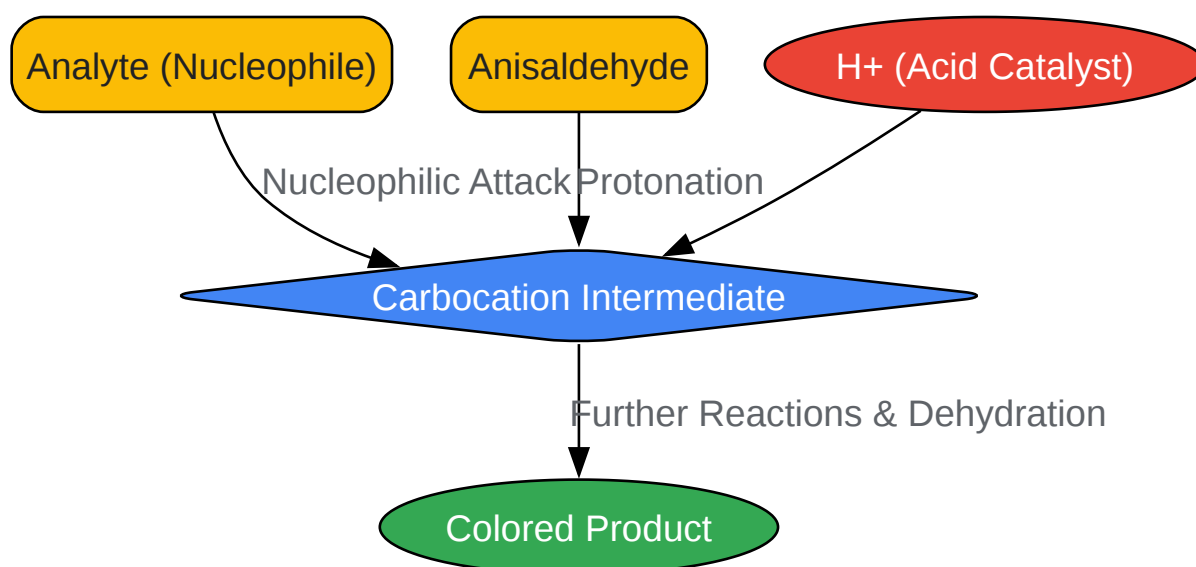 Analyte (Nucleophile)
Anisaldehyde
H+ (Acid Catalyst)
Nucleophilic Attack
Protonation
Carbocation Intermediate
Further Reactions & Dehydration
Colored Product